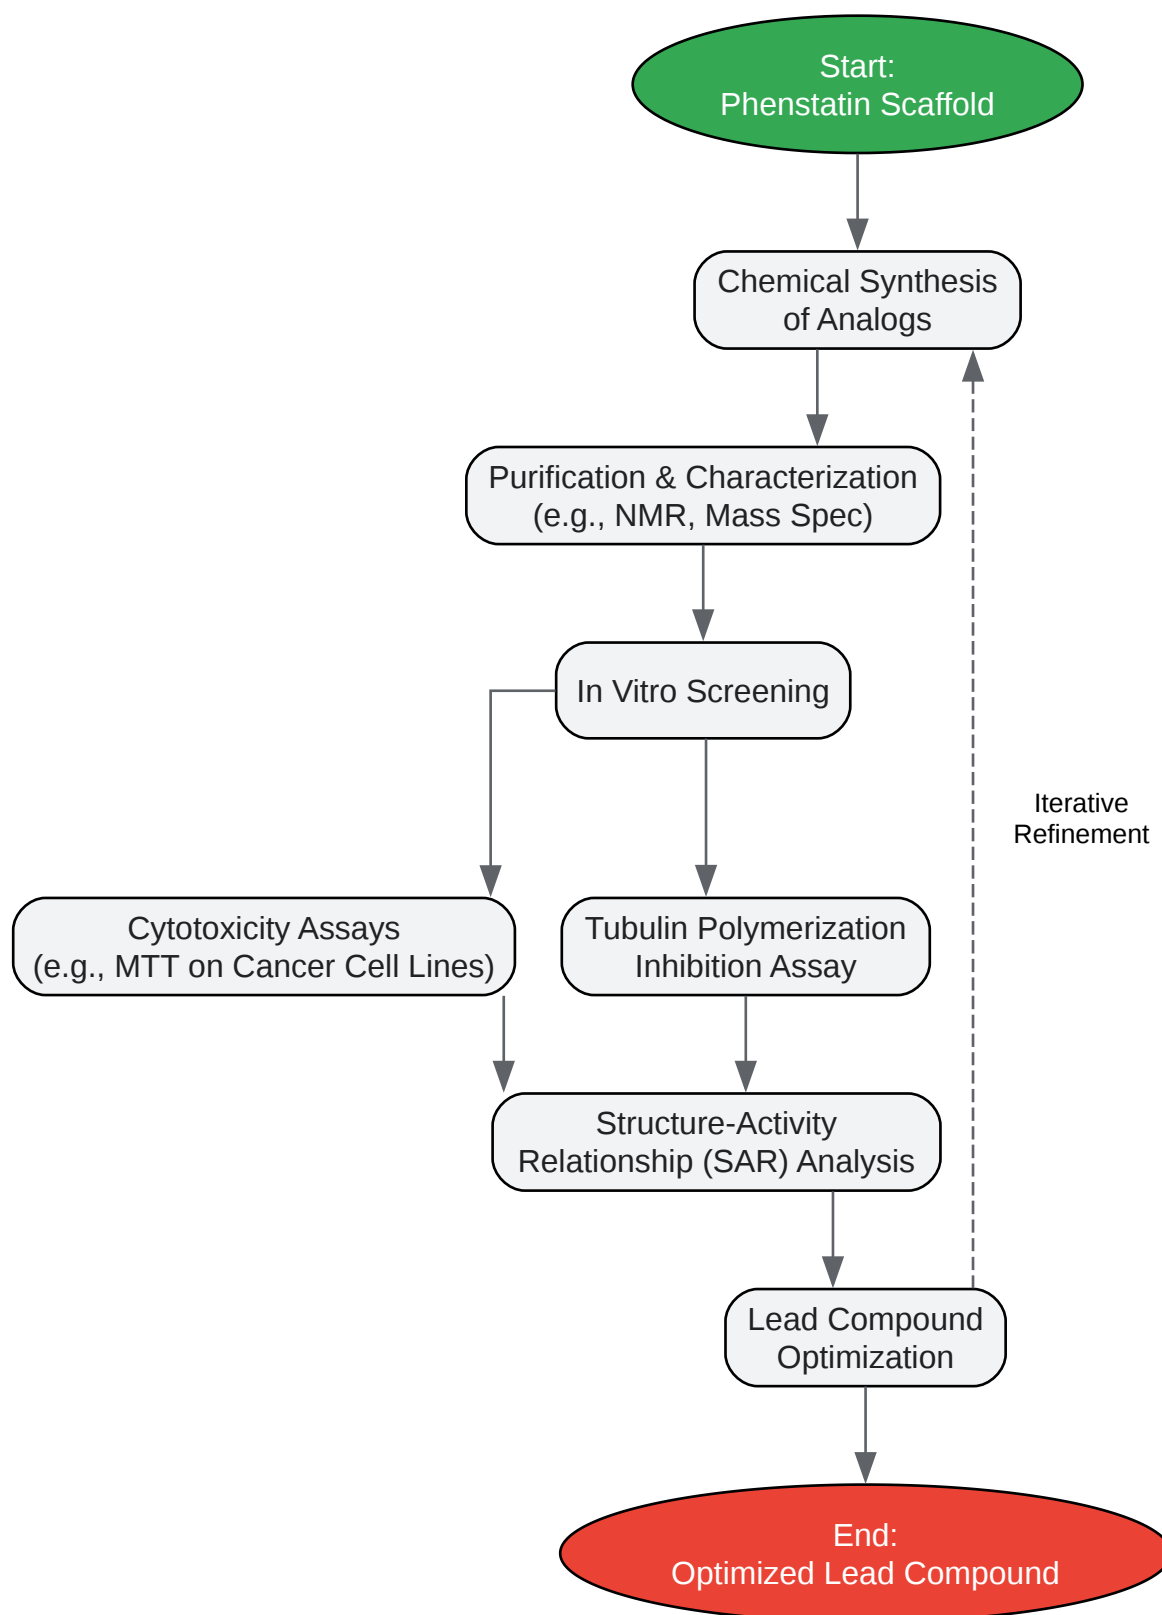 Start:
Phenstatin Scaffold
Chemical Synthesis
of Analogs
Purification & Characterization
(e.g., NMR, Mass Spec)
In Vitro Screening
Iterative
Refinement
Cytotoxicity Assays
(e.g., MTT on Cancer Cell Lines)
Tubulin Polymerization
Inhibition Assay
Structure-Activity
Relationship (SAR) Analysis
Lead Compound
Optimization
End:
Optimized Lead Compound